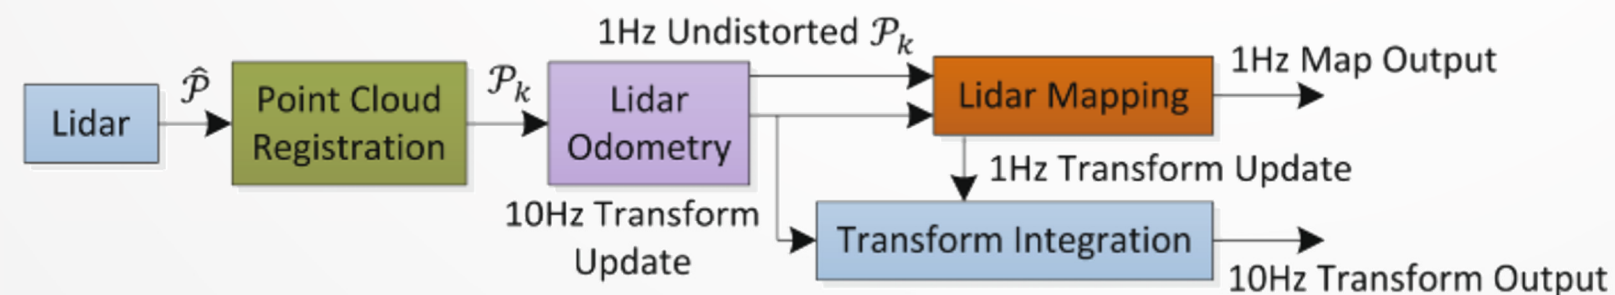 1Hz Undistorted 𝒫ₖ
1Hz Map Output
Lidar
𝒫̂
Point Cloud
Registration
𝒫ₖ
Lidar
Odometry
Lidar Mapping
1Hz Transform Update
10Hz Transform
Update
Transform Integration
10Hz Transform Output